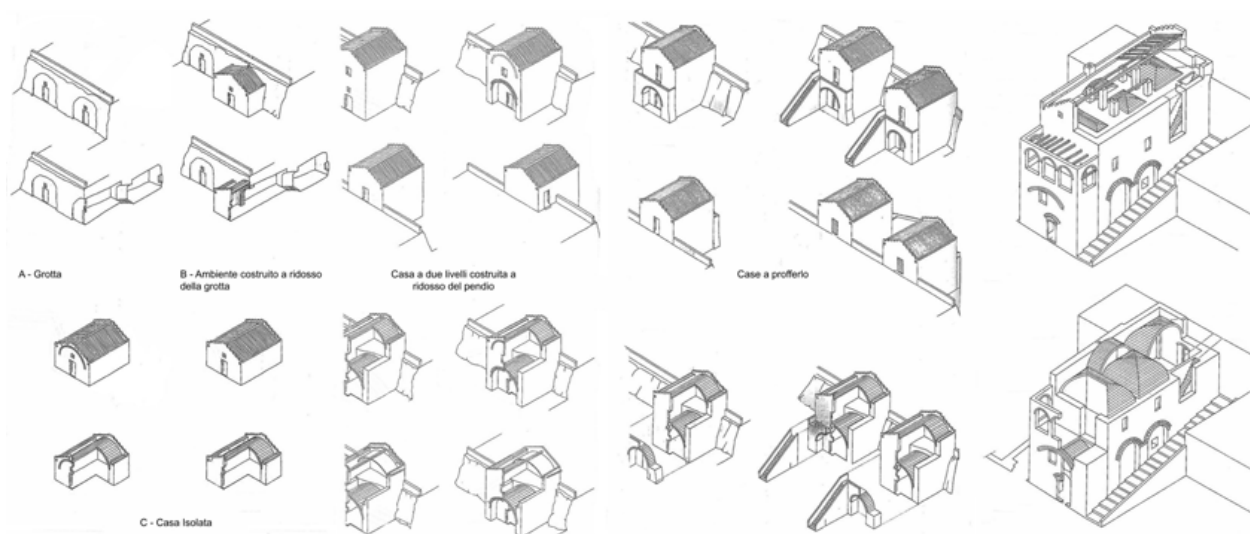 A - Grotta
B - Ambiente costruito a ridosso
della grotta
Casa a due livelli costruita a
ridosso del pendio
Case a profferlo
C - Casa Isolata